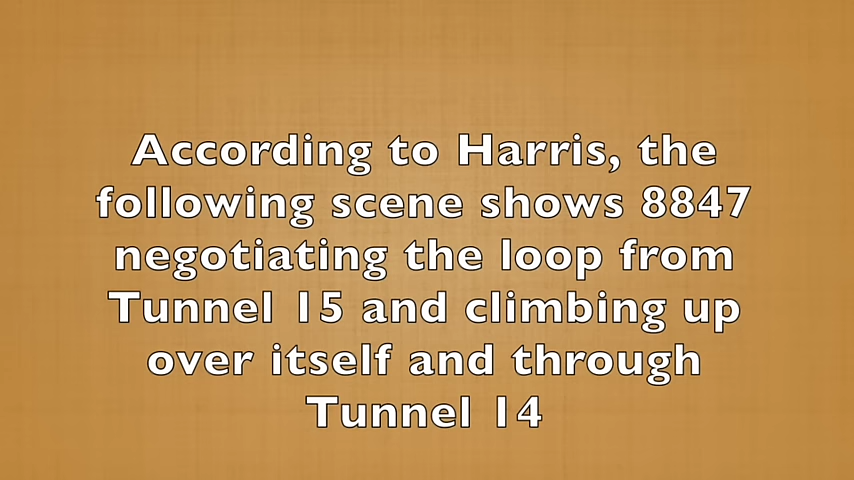 According to Harris, the
following scene shows 8847
negotiating the loop from
Tunnel 15 and climbing up
over itself and through
Tunnel 14